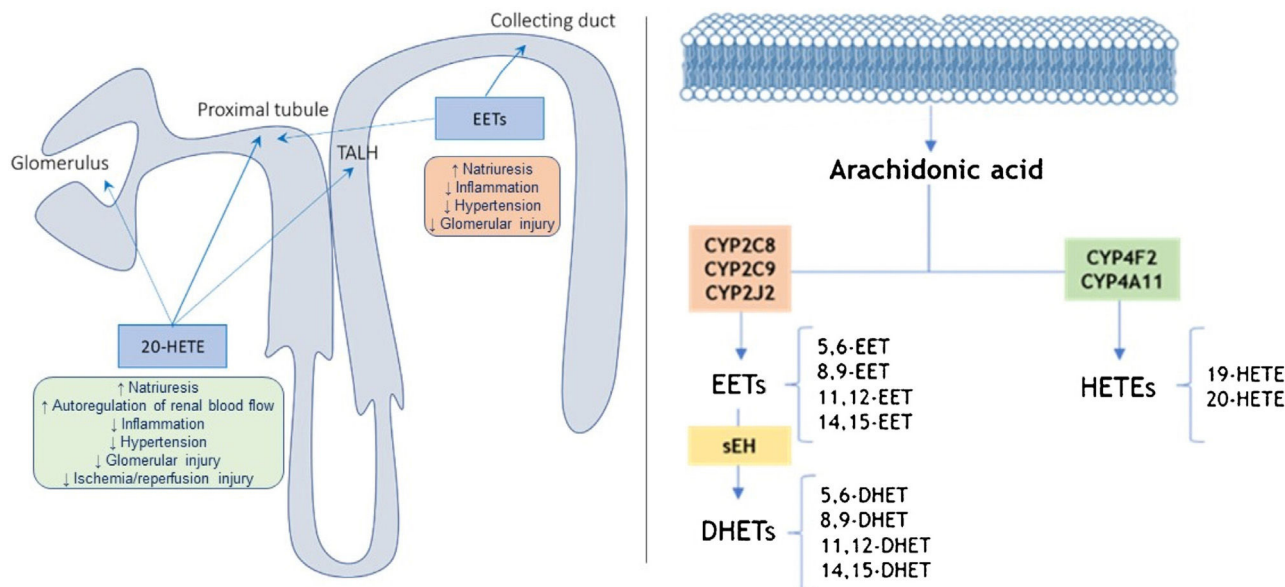 Collecting duct
Proximal tubule
EETs
Glomerulus
TALH
↑ Natriuresis
↓ Inflammation
↓ Hypertension
↓ Glomerular injury
20-HETE
↑ Natriuresis
↑ Autoregulation of renal blood flow
↓ Inflammation
↓ Hypertension
↓ Glomerular injury
↓ Ischemia/reperfusion injury
Arachidonic acid
CYP2C8
CYP2C9
CYP2J2
CYP4F2
CYP4A11
EETs
5,6-EET
8,9-EET
11,12-EET
14,15-EET
HETEs
19-HETE
20-HETE
sEH
DHETs
5,6-DHET
8,9-DHET
11,12-DHET
14,15-DHET